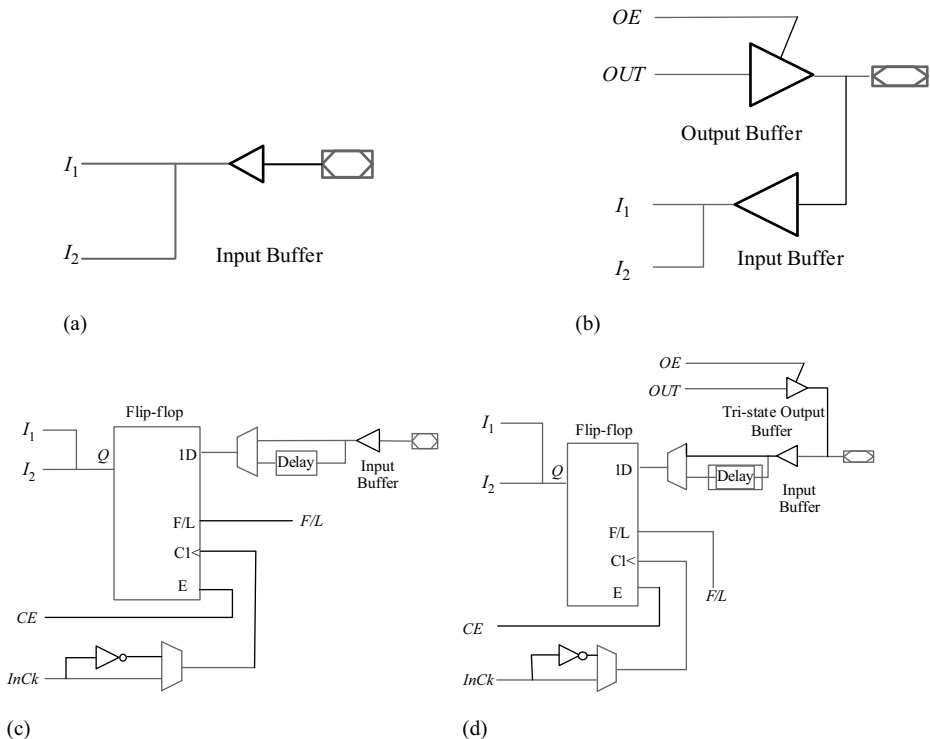 I1
I2
Input Buffer
(a)
OE
OUT
Output Buffer
I1
I2
Input Buffer
(b)
Flip-flop
I1
I2
Q
1D
Delay
Input
Buffer
F/L
F/L
C1<
E
CE
InCk
(c)
OE
OUT
Tri-state Output
Buffer
Flip-flop
I1
I2
Q
1D
Delay
Input
Buffer
F/L
C1<
F/L
E
CE
InCk
(d)